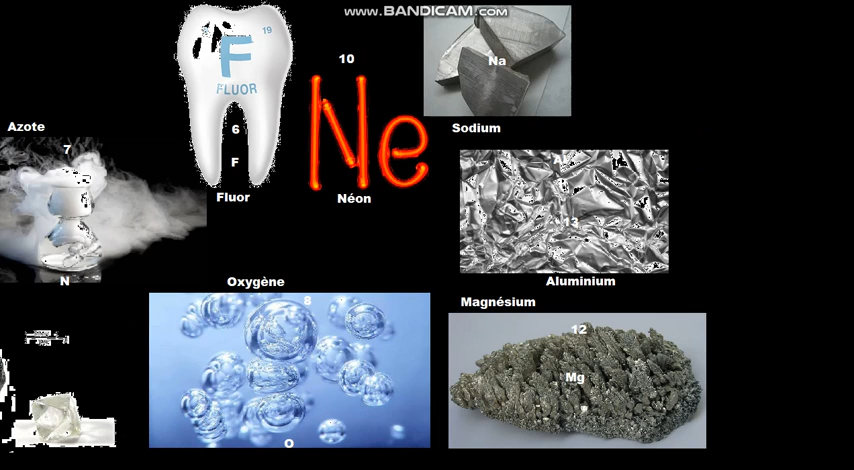 www.BANDICAM.com
19
F
FLUOR
6
F
Fluor
10
Ne
Néon
Na
Sodium
Azote
7
N
13
Aluminium
Oxygène
8
O
Magnésium
12
Mg